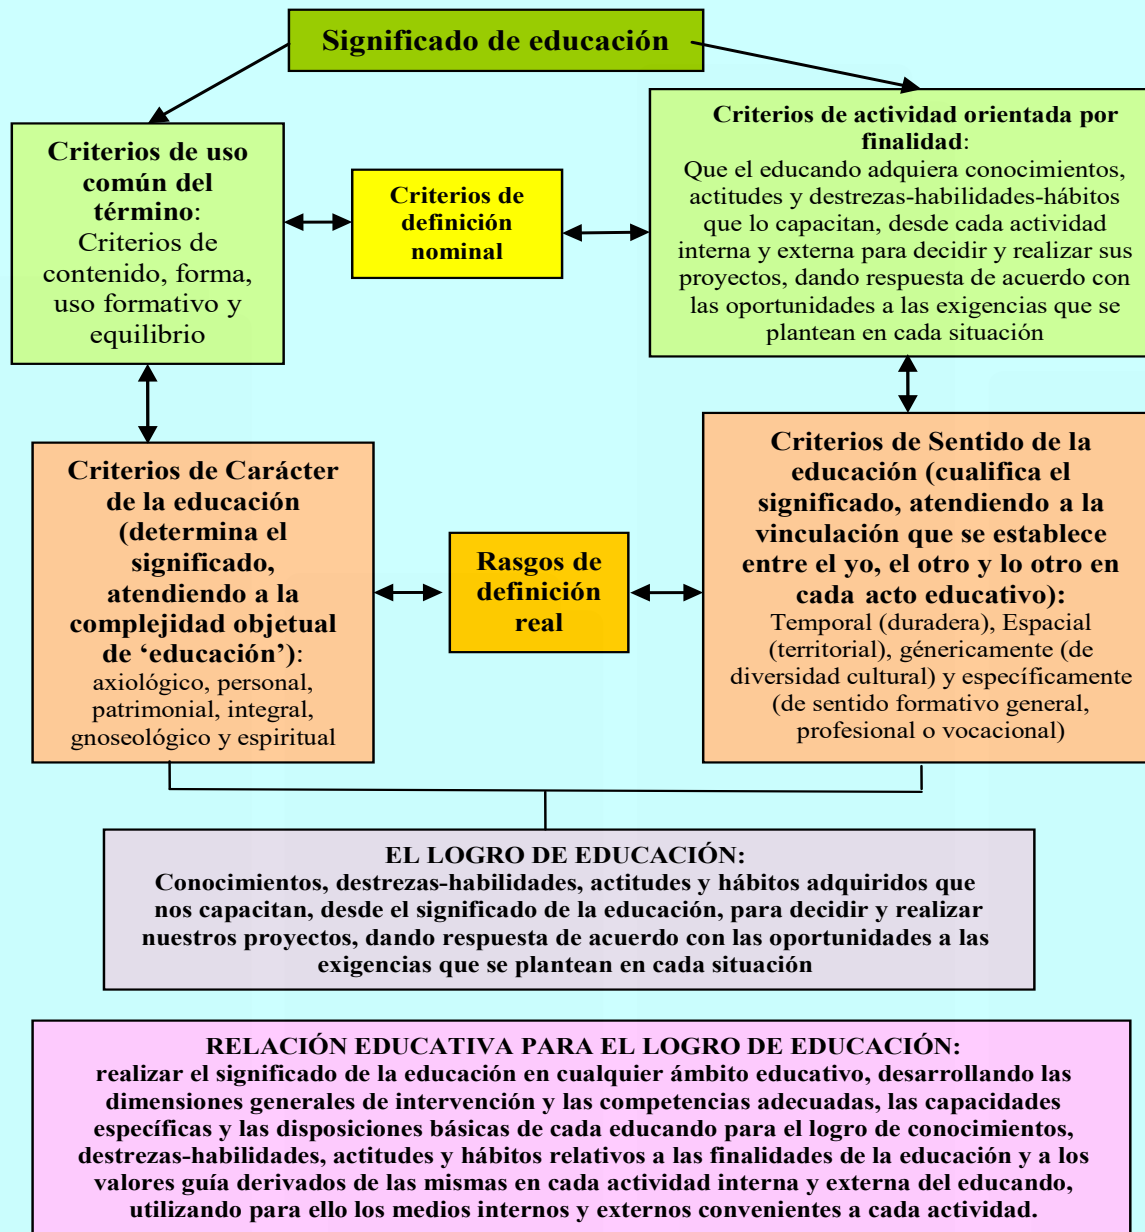 Significado de educación
Criterios de uso
común del
término:
Criterios de
contenido, forma,
uso formativo y
equilibrio
Criterios de
definición
nominal
Criterios de actividad orientada por
finalidad:
Que el educando adquiera conocimientos,
actitudes y destrezas-habilidades-hábitos
que lo capacitan, desde cada actividad
interna y externa para decidir y realizar sus
proyectos, dando respuesta de acuerdo con
las oportunidades a las exigencias que se
plantean en cada situación
Criterios de Carácter
de la educación
(determina el
significado,
atendiendo a la
complejidad objetual
de ‘educación’):
axiológico, personal,
patrimonial, integral,
gnoseológico y espiritual
Rasgos de
definición
real
Criterios de Sentido de la
educación (cualifica el
significado, atendiendo a la
vinculación que se establece
entre el yo, el otro y lo otro en
cada acto educativo):
Temporal (duradera), Espacial
(territorial), génericamente (de
diversidad cultural) y específicamente
(de sentido formativo general,
profesional o vocacional)
EL LOGRO DE EDUCACIÓN:
Conocimientos, destrezas-habilidades, actitudes y hábitos adquiridos que
nos capacitan, desde el significado de la educación, para decidir y realizar
nuestros proyectos, dando respuesta de acuerdo con las oportunidades a las
exigencias que se plantean en cada situación
RELACIÓN EDUCATIVA PARA EL LOGRO DE EDUCACIÓN:
realizar el significado de la educación en cualquier ámbito educativo, desarrollando las
dimensiones generales de intervención y las competencias adecuadas, las capacidades
específicas y las disposiciones básicas de cada educando para el logro de conocimientos,
destrezas-habilidades, actitudes y hábitos relativos a las finalidades de la educación y a los
valores guía derivados de las mismas en cada actividad interna y externa del educando,
utilizando para ello los medios internos y externos convenientes a cada actividad.